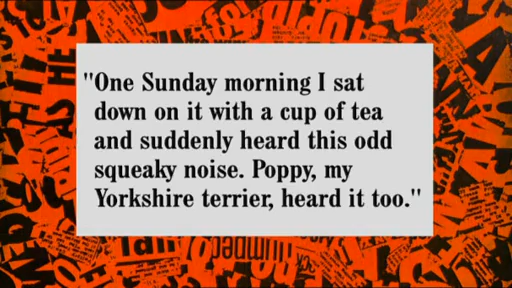 "One Sunday morning I sat
down on it with a cup of tea
and suddenly heard this odd
squeaky noise. Poppy, my
Yorkshire terrier, heard it too."